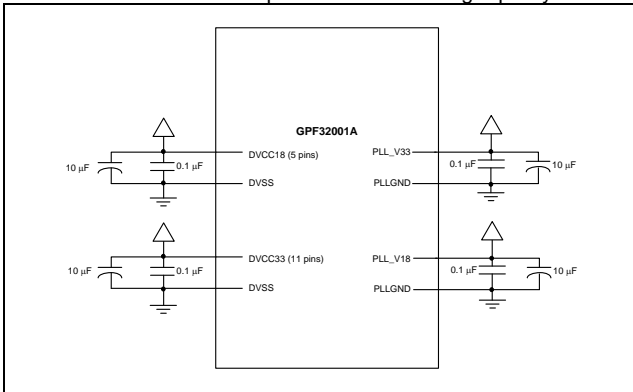 GPF32001A
10 μF
0.1 μF
DVCC18 (5 pins)
DVSS
PLL_V33
PLLGND
0.1 μF
10 μF
10 μF
0.1 μF
DVCC33 (11 pins)
DVSS
PLL_V18
PLLGND
0.1 μF
10 μF